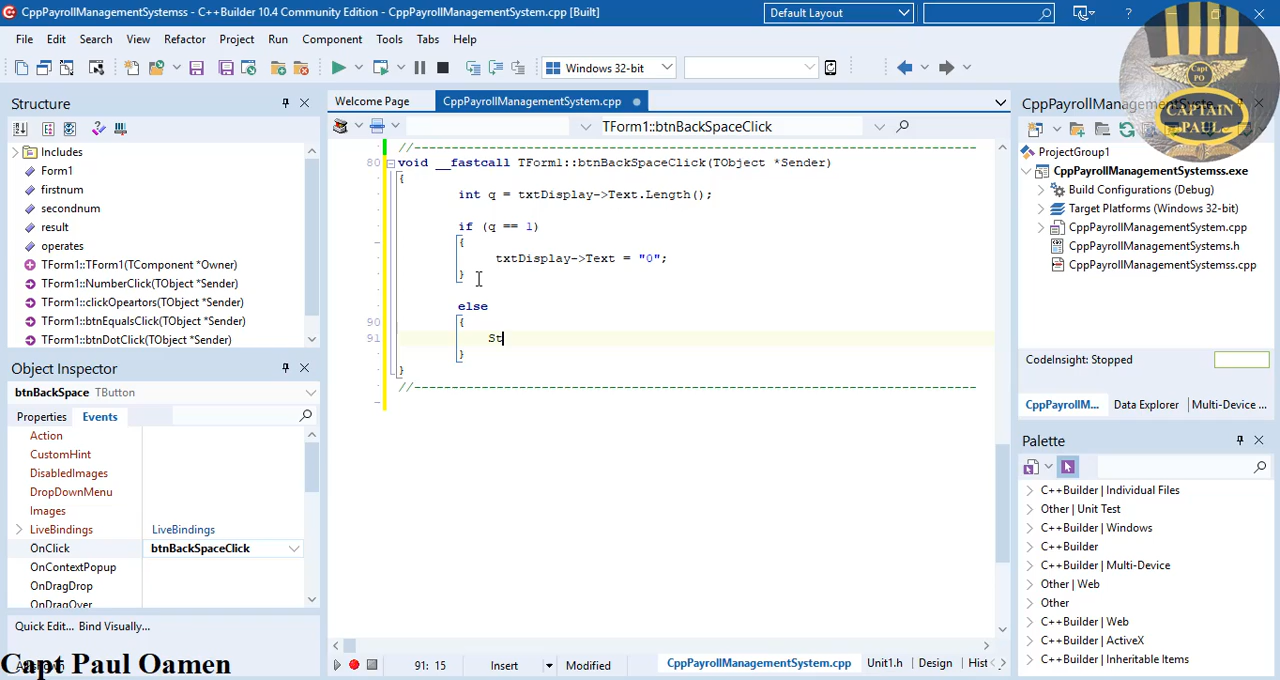 CppPayrollManagementSystemss - C++Builder 10.4 Community Edition - CppPayrollManagementSystem.cpp [Built]
Default Layout
File Edit Search View Refactor Project Run Component Tools Tabs Help
Windows 32-bit
Structure
Welcome Page CppPayrollManagementSystem.cpp
TForm1::btnBackSpaceClick
Includes
Form1
firstnum
secondnum
result
operates
TForm1::TForm1(TComponent *Owner)
TForm1::NumberClick(TObject *Sender)
TForm1::clickOpeartors(TObject *Sender)
TForm1::btnEqualsClick(TObject *Sender)
TForm1::btnDotClick(TObject *Sender)
Object Inspector
btnBackSpace TButton
Properties Events
Action
CustomHint
DisabledImages
DropDownMenu
Images
LiveBindings LiveBindings
OnClick btnBackSpaceClick
OnContextPopup
OnDragDrop
OnDragOver
Quick Edit... Bind Visually...
Capt Paul Oamen
//---------------------------------------------------------------------------
80 void __fastcall TForm1::btnBackSpaceClick(TObject *Sender)
{
int q = txtDisplay->Text.Length();
if (q == 1)
{
txtDisplay->Text = "0";
}
else
90 {
91 St
}
}
//---------------------------------------------------------------------------
91: 15 Insert Modified CppPayrollManagementSystem.cpp Unit1.h Design Hist
CppPayrollManagementSyste...
Capt
PO
CAPTAIN
PAUL
ProjectGroup1
CppPayrollManagementSystemss.exe
Build Configurations (Debug)
Target Platforms (Windows 32-bit)
CppPayrollManagementSystem.cpp
CppPayrollManagementSystems.h
CppPayrollManagementSystemss.cpp
CodeInsight: Stopped
CppPayrollM... Data Explorer Multi-Device ...
Palette
C++Builder | Individual Files
Other | Unit Test
C++Builder | Windows
C++Builder
C++Builder | Multi-Device
Other | Web
Other
C++Builder | Web
C++Builder | ActiveX
C++Builder | Inheritable Items